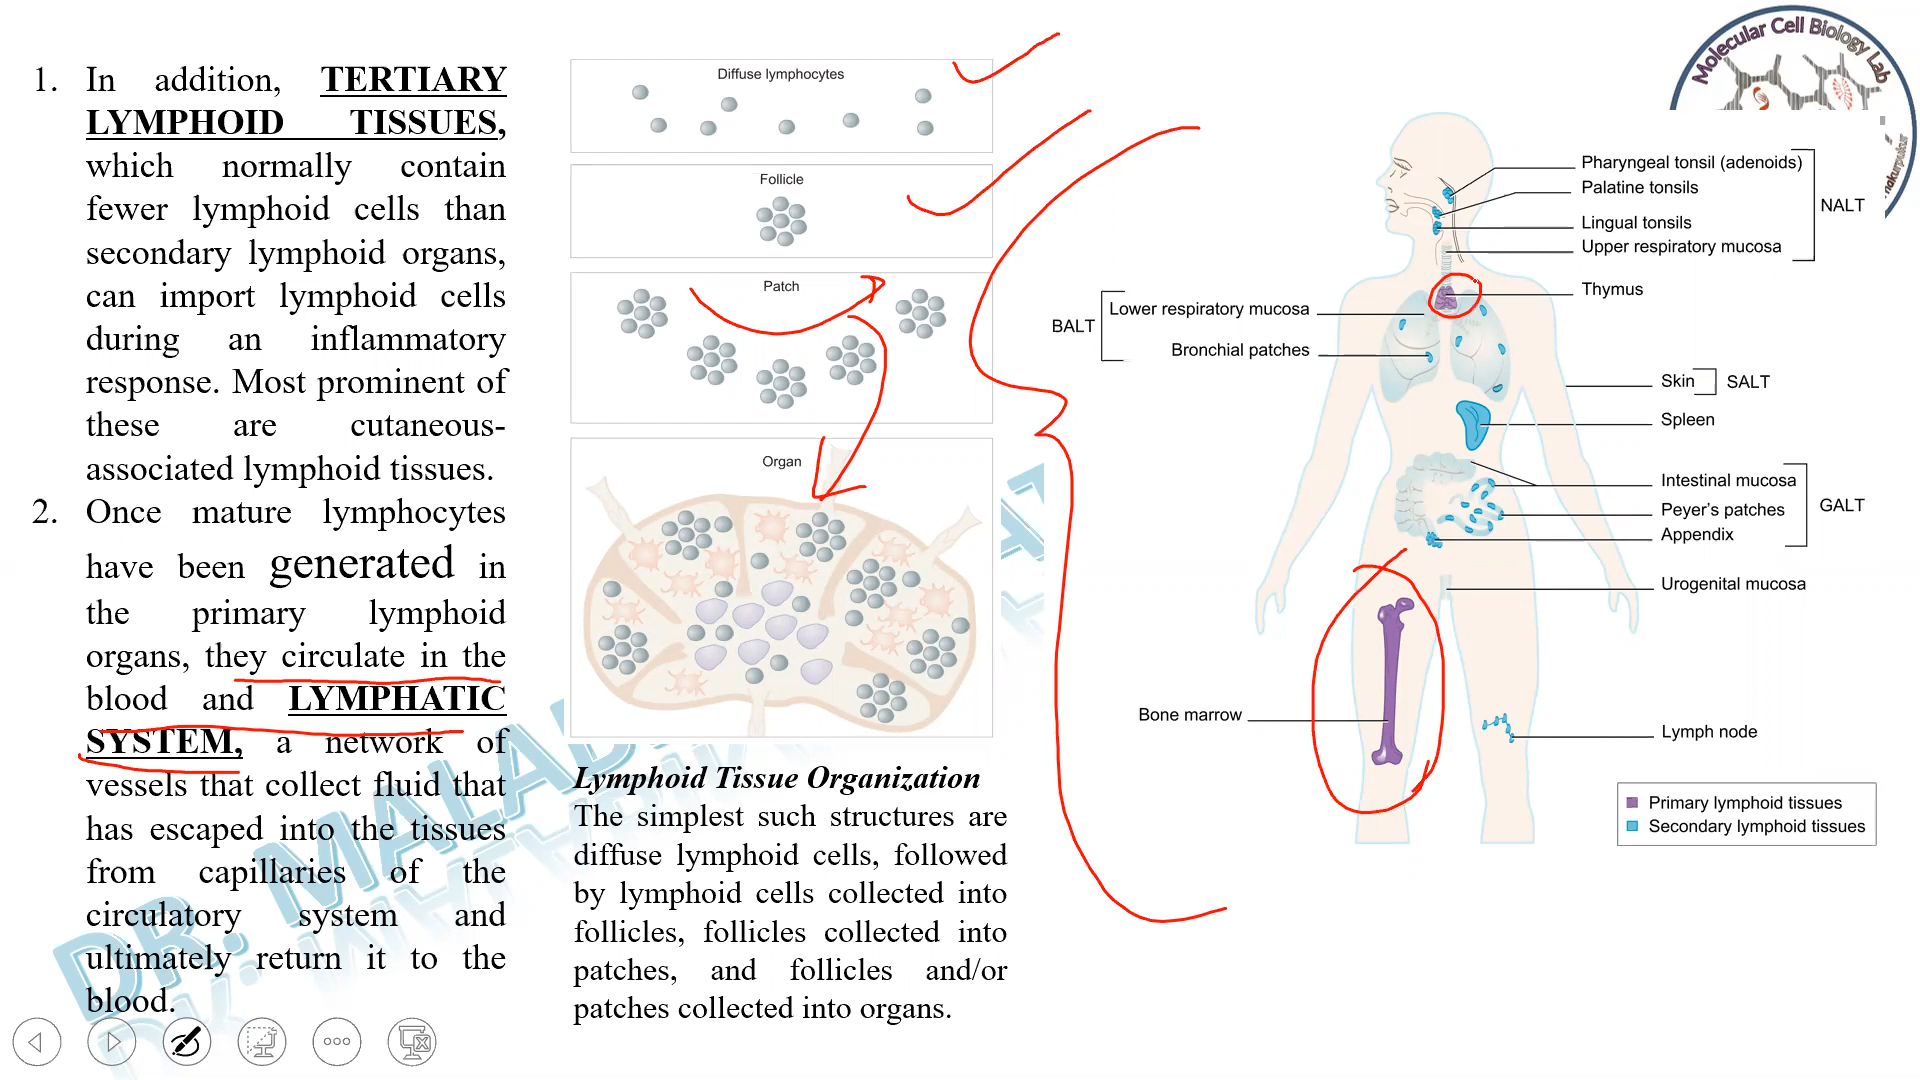 1. In addition, TERTIARY
LYMPHOID TISSUES,
which normally contain
fewer lymphoid cells than
secondary lymphoid organs,
can import lymphoid cells
during an inflammatory
response. Most prominent of
these are cutaneous-
associated lymphoid tissues.
2. Once mature lymphocytes
have been generated in
the primary lymphoid
organs, they circulate in the
blood and LYMPHATIC
SYSTEM, a network of
vessels that collect fluid that
has escaped into the tissues
from capillaries of the
circulatory system and
ultimately return it to the
blood.
Diffuse lymphocytes
Follicle
Patch
Organ
Lymphoid Tissue Organization
The simplest such structures are
diffuse lymphoid cells, followed
by lymphoid cells collected into
follicles, follicles collected into
patches, and follicles and/or
patches collected into organs.
Molecular Cell Biology Lab
Pharyngeal tonsil (adenoids)
Palatine tonsils
NALT
Lingual tonsils
Upper respiratory mucosa
Thymus
Lower respiratory mucosa
BALT
Bronchial patches
Skin SALT
Spleen
Intestinal mucosa
Peyer's patches
GALT
Appendix
Urogenital mucosa
Bone marrow
Lymph node
Primary lymphoid tissues
Secondary lymphoid tissues